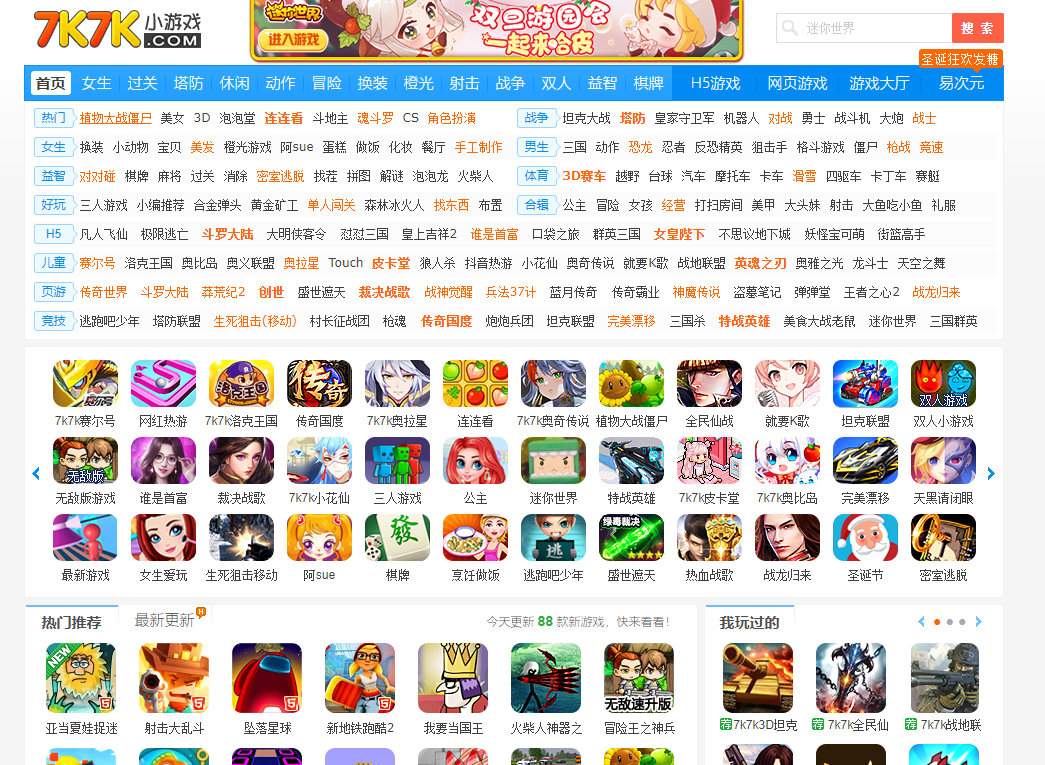 7K7K 小游戏 .COM
迷你世界
进入游戏
双旦游园会
一起来合皮
迷你世界 搜 索
圣诞狂欢发糖
首页 女生 过关 塔防 休闲 动作 冒险 换装 橙光 射击 战争 双人 益智 棋牌 H5游戏 网页游戏 游戏大厅 易次元
热门 植物大战僵尸 美女 3D 泡泡堂 连连看 斗地主 魂斗罗 CS 角色扮演 战争 坦克大战 塔防 皇家守卫军 机器人 对战 勇士 战斗机 大炮 战士
女生 换装 小动物 宝贝 美发 橙光游戏 阿sue 蛋糕 做饭 化妆 餐厅 手工制作 男生 三国 动作 恐龙 忍者 反恐精英 狙击手 格斗游戏 僵尸 枪战 竞速
益智 对对碰 棋牌 麻将 过关 消除 密室逃脱 找茬 拼图 解谜 泡泡龙 火柴人 体育 3D赛车 越野 台球 汽车 摩托车 卡车 滑雪 四驱车 卡丁车 赛艇
好玩 三人游戏 小编推荐 合金弹头 黄金矿工 单人闯关 森林冰火人 找东西 布置 合辑 公主 冒险 女孩 经营 打扫房间 美甲 大头妹 射击 大鱼吃小鱼 礼服
H5 凡人飞仙 极限逃亡 斗罗大陆 大明侠客令 怼怼三国 皇上吉祥2 谁是首富 口袋之旅 群英三国 女皇陛下 不思议地下城 妖怪宝可萌 街篮高手
儿童 赛尔号 洛克王国 奥比岛 奥义联盟 奥拉星 Touch 皮卡堂 狼人杀 抖音热游 小花仙 奥奇传说 就要K歌 战地联盟 英魂之刃 奥雅之光 龙斗士 天空之舞
页游 传奇世界 斗罗大陆 莽荒纪2 创世 盛世遮天 裁决战歌 战神觉醒 兵法37计 蓝月传奇 传奇霸业 神魔传说 盗墓笔记 弹弹堂 王者之心2 战龙归来
竞技 逃跑吧少年 塔防联盟 生死狙击(移动) 村长征战团 枪魂 传奇国度 炮炮兵团 坦克联盟 完美漂移 三国杀 特战英雄 美食大战老鼠 迷你世界 三国群英
赛尔号 洛克王国 传奇 双人游戏
7k7k赛尔号 网红热游 7k7k洛克王国 传奇国度 7k7k奥拉星 连连看 7k7k奥奇传说 植物大战僵尸 全民仙战 就要K歌 坦克联盟 双人小游戏
无敌版
无敌版游戏 谁是首富 裁决战歌 7k7k小花仙 三人游戏 公主 迷你世界 特战英雄 7k7k皮卡堂 7k7k奥比岛 完美漂移 天黑请闭眼
發 逃 绿毒裁决
最新游戏 女生爱玩 生死狙击移动 阿sue 棋牌 烹饪做饭 逃跑吧少年 盛世遮天 热血战歌 战龙归来 圣诞节 密室逃脱
热门推荐 最新更新 H 今天更新 88 款新游戏，快来看看！ 我玩过的
NEW 5 5 5 5 无敌速升版
亚当夏娃捉迷 射击大乱斗 坠落星球 新地铁跑酷2 我要当国王 火柴人神器之 冒险王之神兵 荐 7k7k3D坦克 荐 7k7k全民仙 荐 7k7k战地联